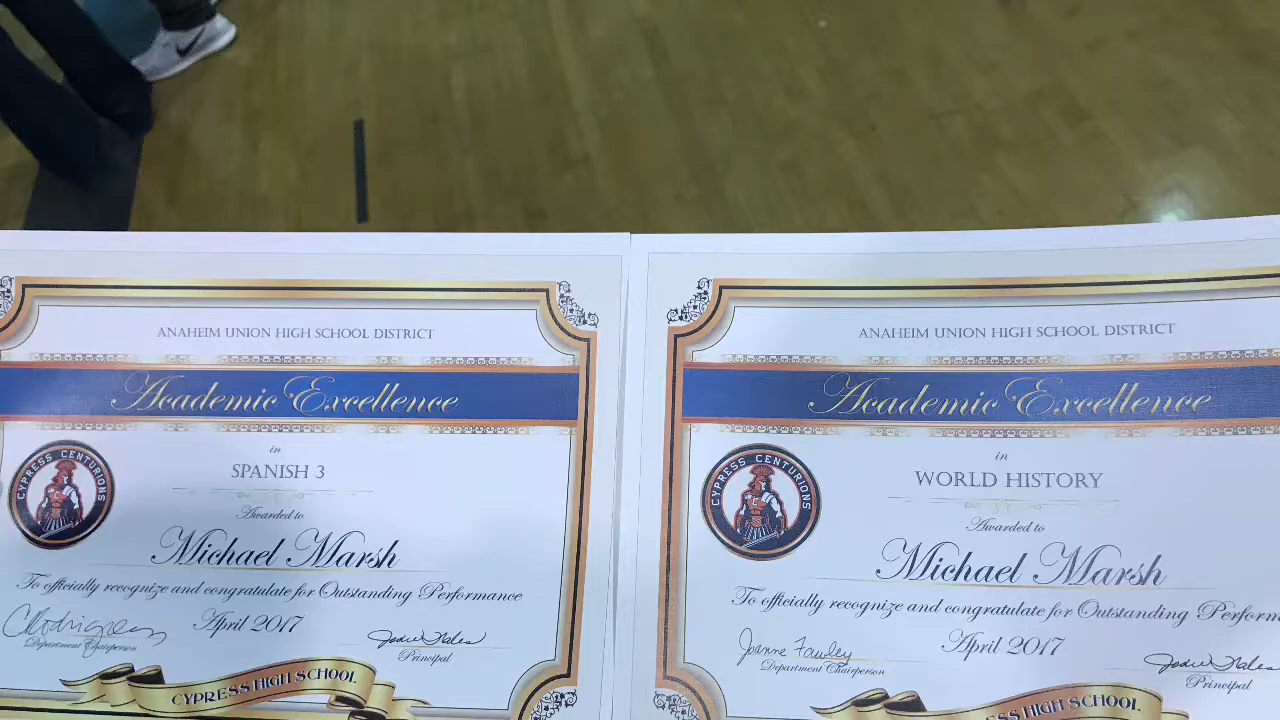 ANAHEIM UNION HIGH SCHOOL DISTRICT
Academic Excellence
in
SPANISH 3
CYPRESS CENTURIONS
Awarded to
Michael Marsh
To officially recognize and congratulate for Outstanding Performance
April 2017
Department Chairperson
Principal
CYPRESS HIGH SCHOOL
ANAHEIM UNION HIGH SCHOOL DISTRICT
Academic Excellence
in
WORLD HISTORY
CYPRESS CENTURIONS
Awarded to
Michael Marsh
To officially recognize and congratulate for Outstanding Perform
April 2017
Joanne Fawley
Department Chairperson
Principal
ESS HIGH SCHOOL